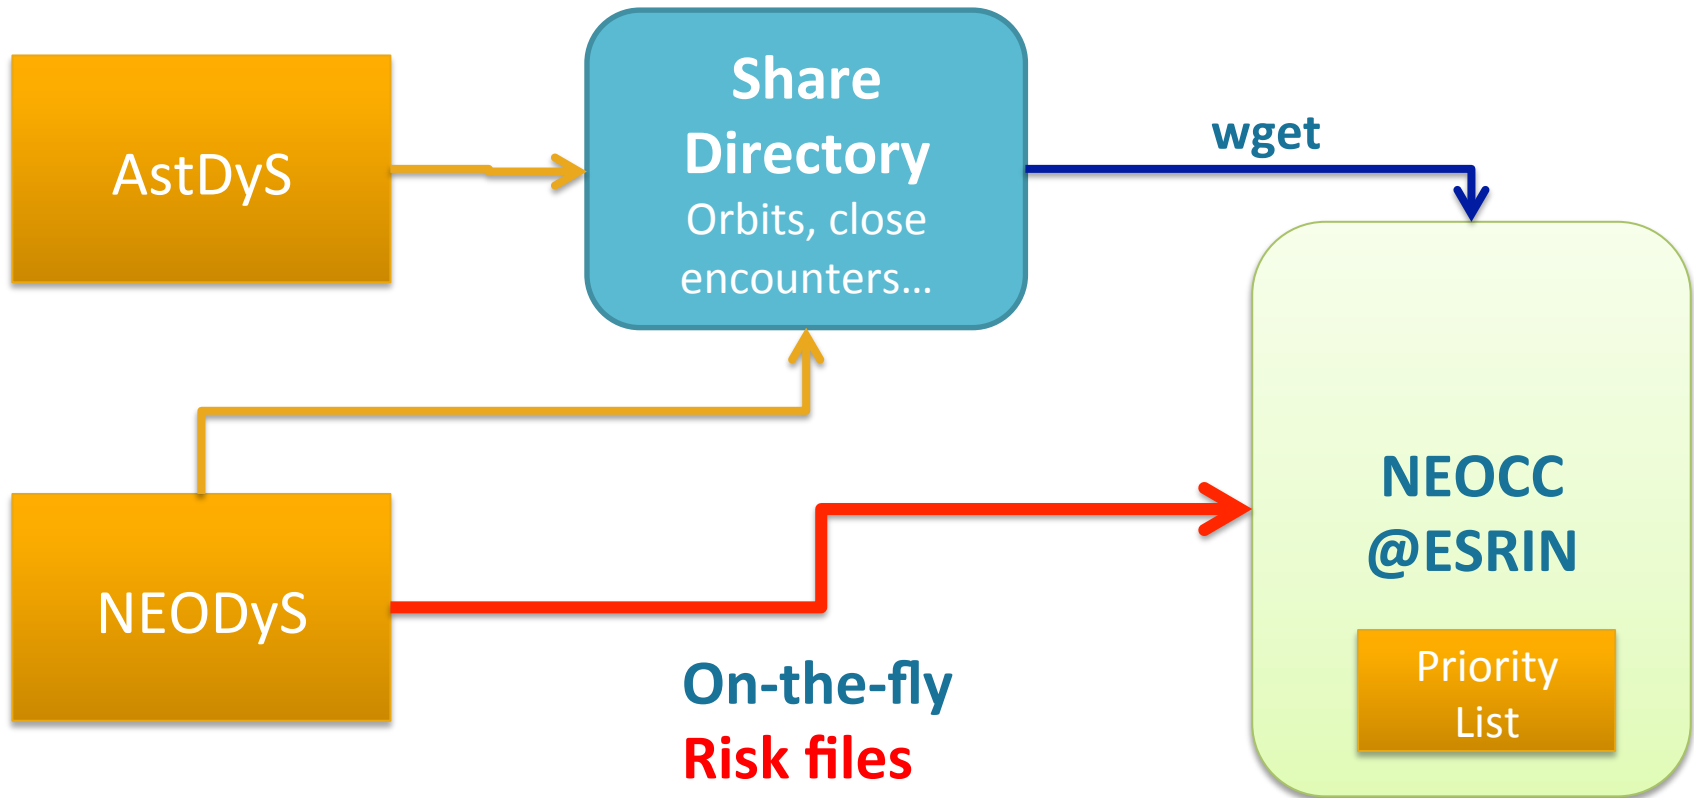 AstDyS
Share
Directory
Orbits, close
encounters…
wget
NEODyS
On-the-fly
Risk files
NEOCC
@ESRIN
Priority
List